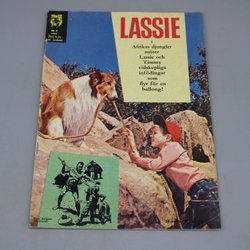 LASSIE
i
Afrikas djungler
möter
Lassie och
Timmy
vidskepliga
infödingar
som
flyr för en
ballong!